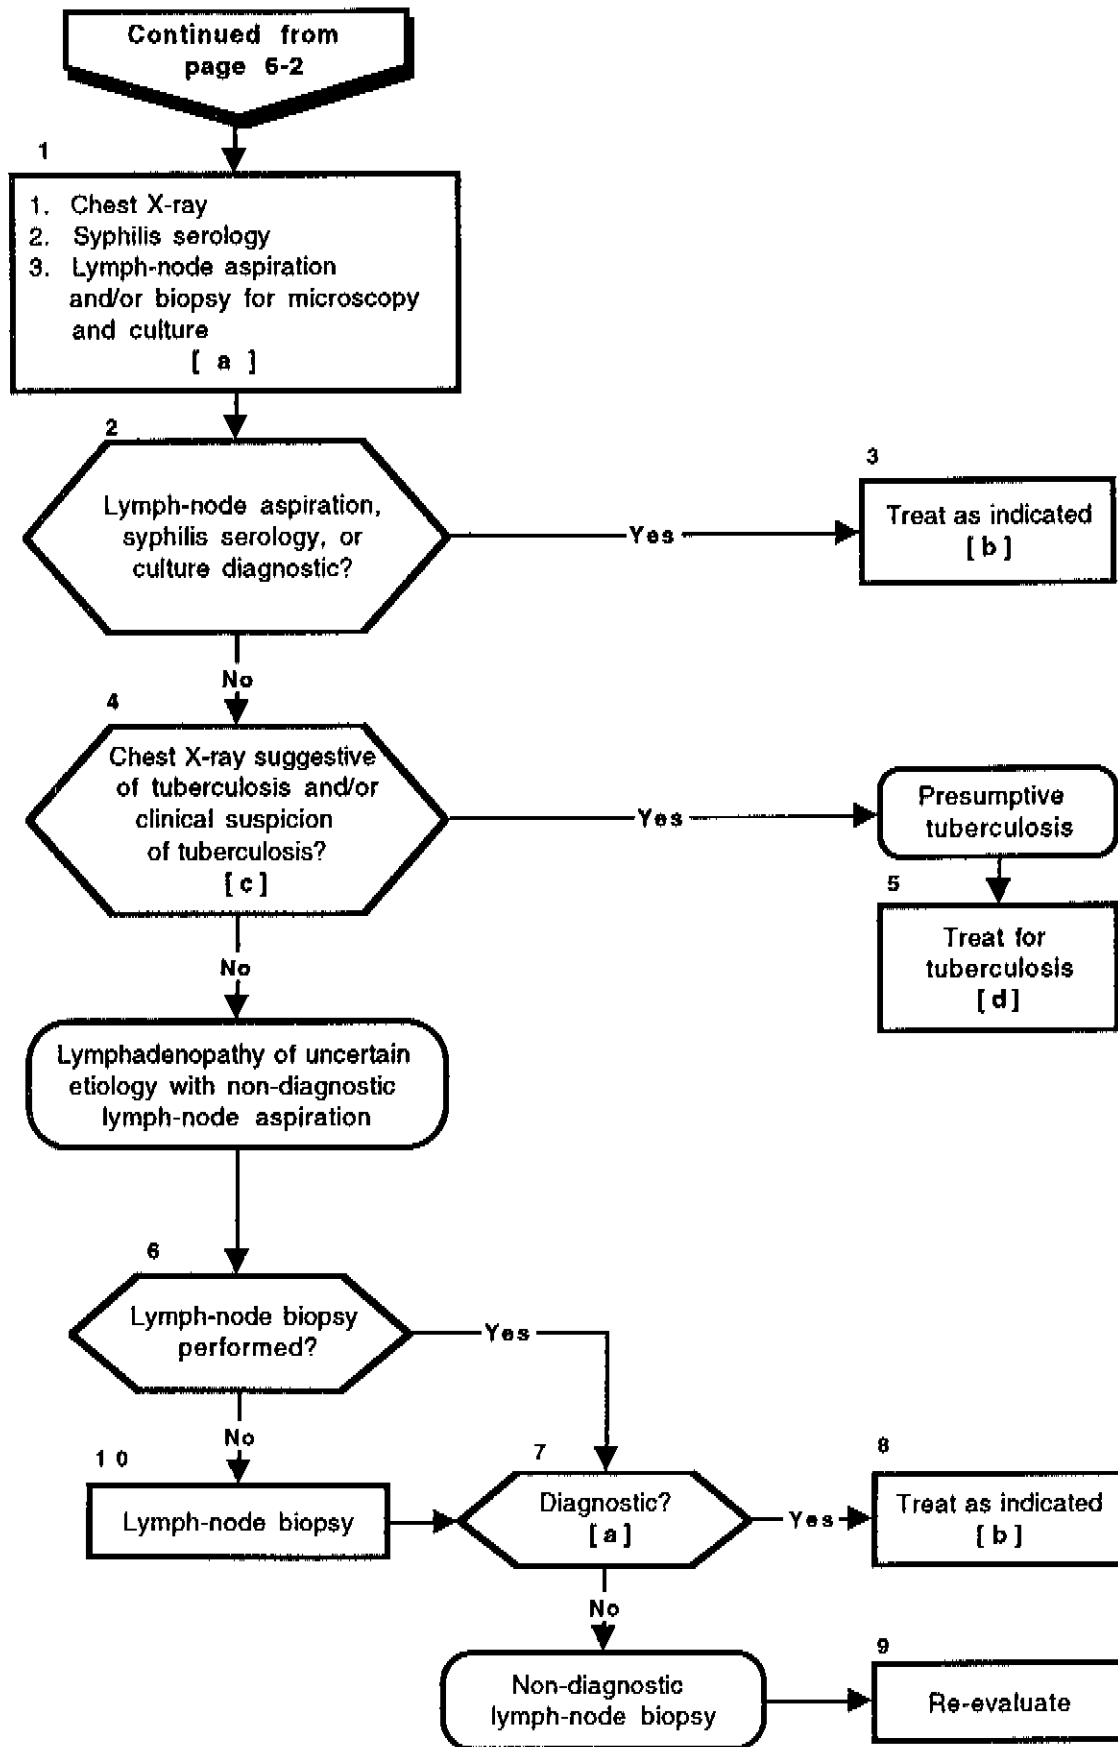 Continued from
page 6-2
1
1. Chest X-ray
2. Syphilis serology
3. Lymph-node aspiration
and/or biopsy for microscopy
and culture
[ a ]
2
Lymph-node aspiration,
syphilis serology, or
culture diagnostic?
Yes
3
Treat as indicated
[ b ]
No
4
Chest X-ray suggestive
of tuberculosis and/or
clinical suspicion
of tuberculosis?
[ c ]
Yes
Presumptive
tuberculosis
5
Treat for
tuberculosis
[ d ]
No
Lymphadenopathy of uncertain
etiology with non-diagnostic
lymph-node aspiration
6
Lymph-node biopsy
performed?
Yes
No
1 0
Lymph-node biopsy
7
Diagnostic?
[ a ]
Yes
8
Treat as indicated
[ b ]
No
Non-diagnostic
lymph-node biopsy
9
Re-evaluate